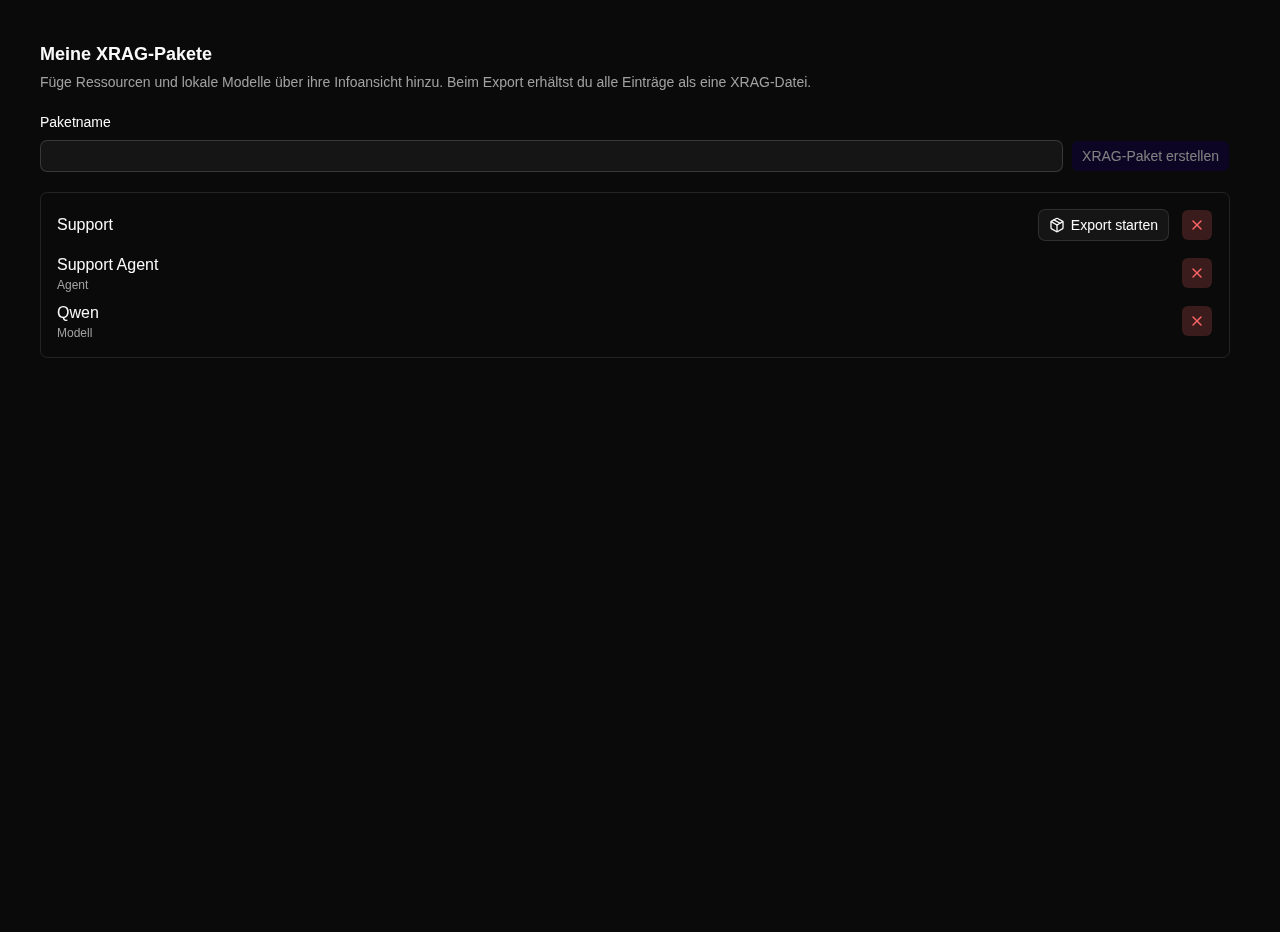 Meine XRAG-Pakete
Füge Ressourcen und lokale Modelle über ihre Infoansicht hinzu. Beim Export erhältst du alle Einträge als eine XRAG-Datei.
Paketname
XRAG-Paket erstellen
Support
Export starten
Support Agent
Agent
Qwen
Modell